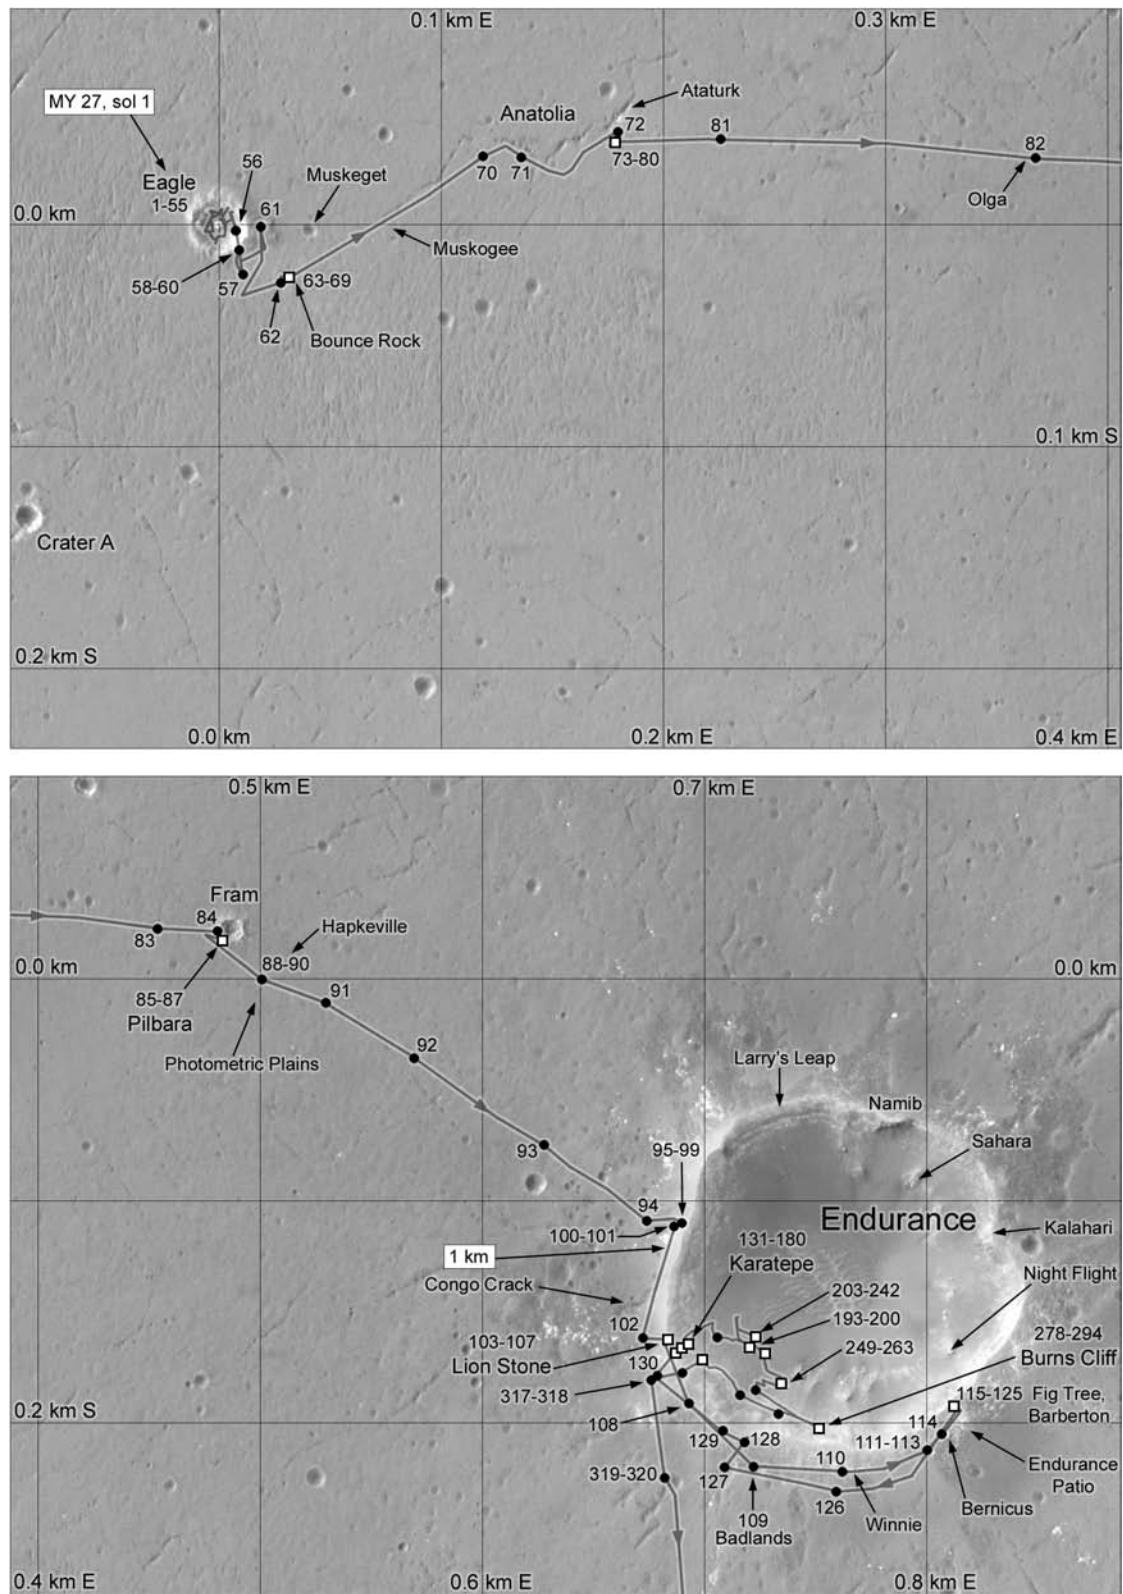 0.1 km E
0.3 km E
MY 27, sol 1
Ataturk
Anatolia
72
81
56
73-80
82
Eagle
1-55
61
Muskeget
70
71
Olga
0.0 km
Muskogee
58-60
57
63-69
62
Bounce Rock
0.1 km S
Crater A
0.2 km S
0.0 km
0.2 km E
0.4 km E
0.5 km E
0.7 km E
Fram
84
Hapkeville
83
88-90
0.0 km
0.0 km
85-87
Pilbara
91
Photometric Plains
92
Larry's Leap
Namib
93
95-99
Sahara
94
Endurance
Kalahari
100-101
131-180
Karatepe
1 km
Congo Crack
Night Flight
203-242
193-200
102
278-294
Burns Cliff
103-107
Lion Stone
249-263
130
115-125
Fig Tree,
Barberton
317-318
0.2 km S
108
114
129
128
111-113
110
Endurance
Patio
319-320
127
Bernicus
126
Winnie
109
Badlands
0.4 km E
0.6 km E
0.8 km E